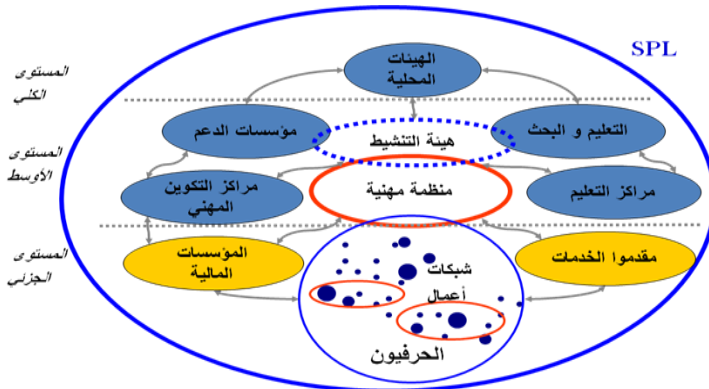 SPL
الهيئات
المحلية
المستوى
الكلي
التعليم و البحث
هيئة التنشيط
مؤسسات الدعم
المستوى
الأوسط
مراكز التعليم
منظمة مهنية
مراكز التكوين
المهني
مقدموا الخدمات
شبكات
أعمال
المؤسسات
المالية
المستوى
الجزئي
الحرفيون